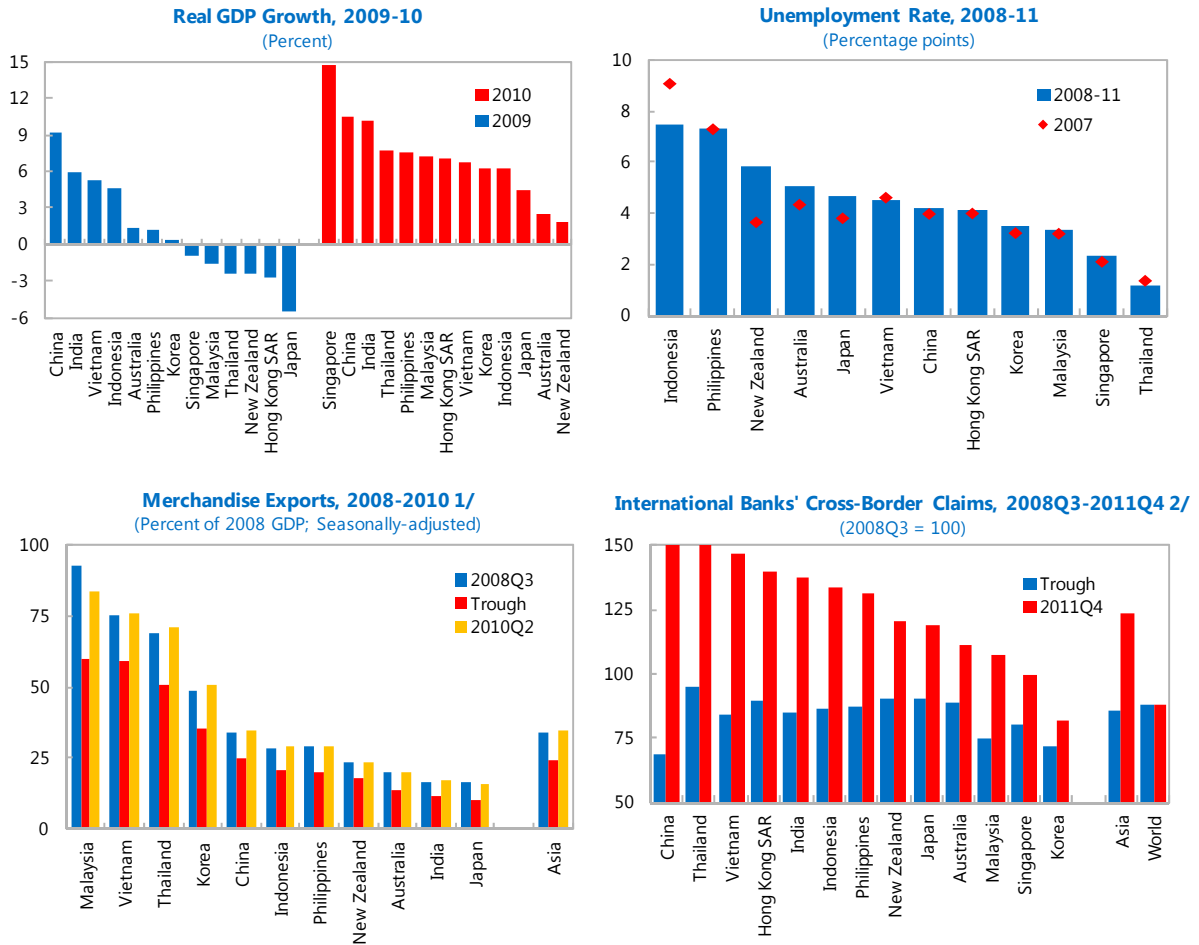 Real GDP Growth, 2009-10
(Percent)
15
12
9
6
3
0
-3
-6
2010
2009
China
India
Vietnam
Indonesia
Australia
Philippines
Korea
Singapore
Malaysia
Thailand
New Zealand
Hong Kong SAR
Japan
Singapore
China
India
Thailand
Philippines
Malaysia
Hong Kong SAR
Vietnam
Korea
Indonesia
Japan
Australia
New Zealand
Unemployment Rate, 2008-11
(Percentage points)
10
8
6
4
2
0
2008-11
2007
Indonesia
Philippines
New Zealand
Australia
Japan
Vietnam
China
Hong Kong SAR
Korea
Malaysia
Singapore
Thailand
Merchandise Exports, 2008-2010 1/
(Percent of 2008 GDP; Seasonally-adjusted)
100
75
50
25
0
2008Q3
Trough
2010Q2
Malaysia
Vietnam
Thailand
Korea
China
Indonesia
Philippines
New Zealand
Australia
India
Japan
Asia
International Banks' Cross-Border Claims, 2008Q3-2011Q4 2/
(2008Q3 = 100)
150
125
100
75
50
Trough
2011Q4
China
Thailand
Vietnam
Hong Kong SAR
India
Indonesia
Philippines
New Zealand
Japan
Australia
Malaysia
Singapore
Korea
Asia
World